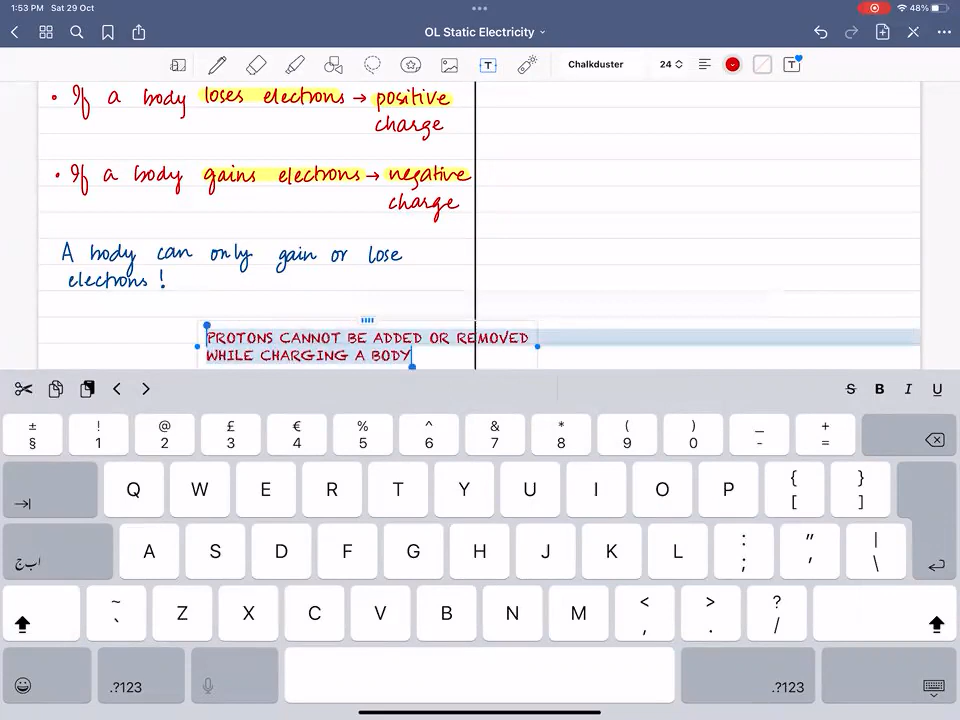 1:53 PM Sat 29 Oct
48%
OL Static Electricity
T Chalkduster 24 T
• If a body loses electrons → positive
charge
• If a body gains electrons → negative
charge
A body can only gain or lose
electrons !
PROTONS CANNOT BE ADDED OR REMOVED
WHILE CHARGING A BODY
S B I U
± ! @ £ € % ^ & * ( ) _ +
§ 1 2 3 4 5 6 7 8 9 0 - =
Q W E R T Y U I O P { }
[ ]
A S D F G H J K L : " |
أب ج ; ' \
~ Z X C V B N M < > ?
` , . /
.?123 .?123